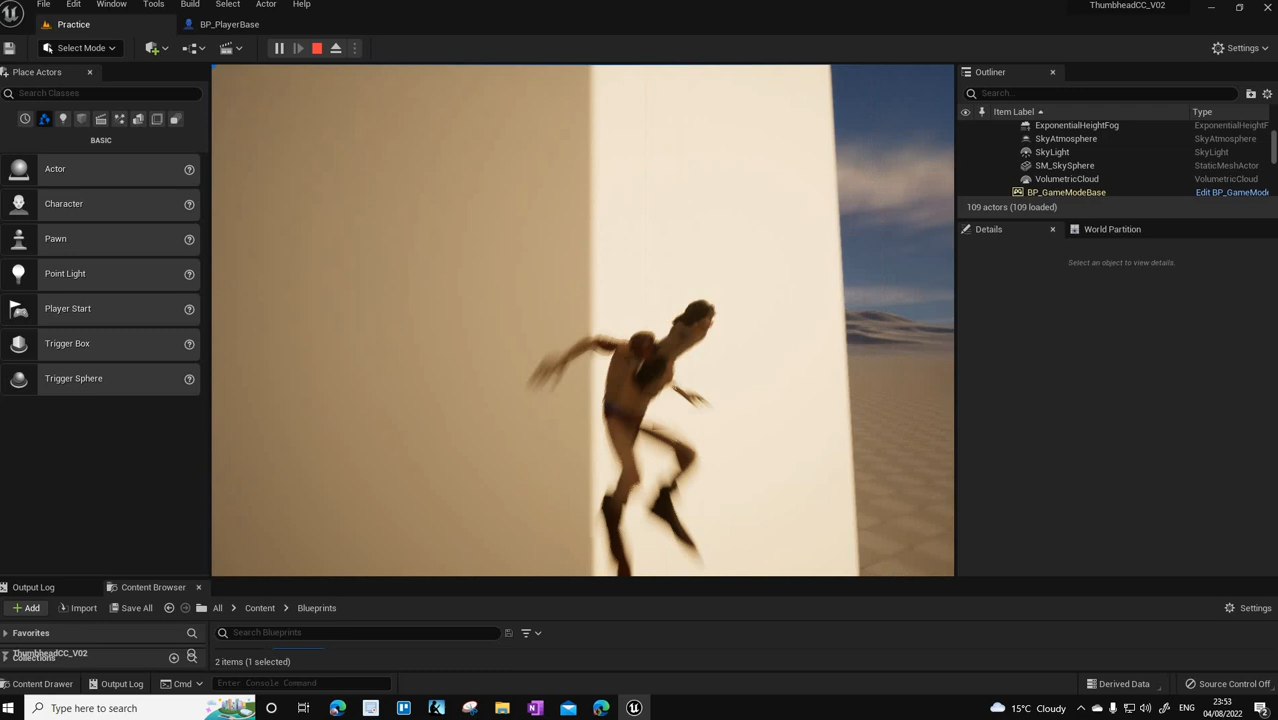 File Edit Window Tools Build Select Actor Help
ThumbheadCC_V02
Practice
BP_PlayerBase
Select Mode
Settings
Place Actors
Search Classes
BASIC
Actor
Character
Pawn
Point Light
Player Start
Trigger Box
Trigger Sphere
Outliner
Search...
Item Label Type
ExponentialHeightFog ExponentialHeightF
SkyAtmosphere SkyAtmosphere
SkyLight SkyLight
SM_SkySphere StaticMeshActor
VolumetricCloud VolumetricCloud
BP_GameModeBase Edit BP_GameMode
109 actors (109 loaded)
Details
World Partition
Select an object to view details.
Output Log
Content Browser
Add Import Save All All Content Blueprints
Settings
Favorites
Search Blueprints
ThumbheadCC_V02
Collections
2 items (1 selected)
Content Drawer Output Log Cmd Enter Console Command
Derived Data Source Control Off
Type here to search
15°C Cloudy
ENG
23:53
04/08/2022
2